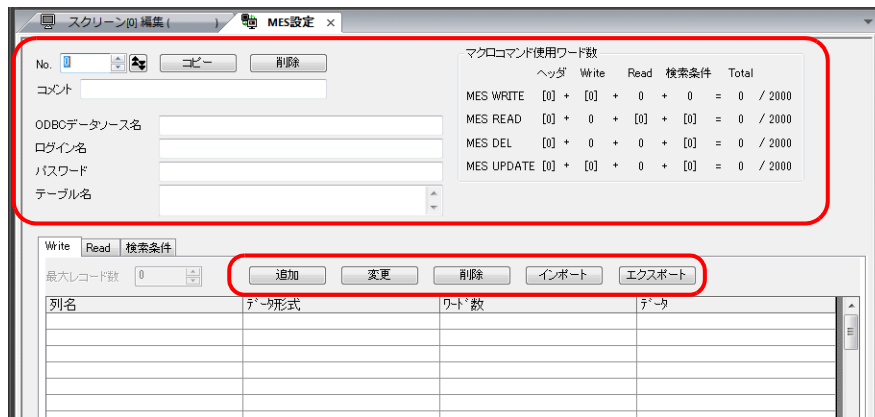 スクリーン[0] 編集 ( ) MES設定 ×
No. 0 コピー 削除
コメント
ODBCデータソース名
ログイン名
パスワード
テーブル名
マクロコマンド使用ワード数
ヘッダ Write Read 検索条件 Total
MES WRITE [0] + [0] + 0 + 0 = 0 / 2000
MES READ [0] + 0 + [0] + [0] = 0 / 2000
MES DEL [0] + 0 + 0 + [0] = 0 / 2000
MES UPDATE [0] + [0] + 0 + [0] = 0 / 2000
Write Read 検索条件
最大レコード数 0 追加 変更 削除 インポート エクスポート
列名 データ形式 ワード数 データ